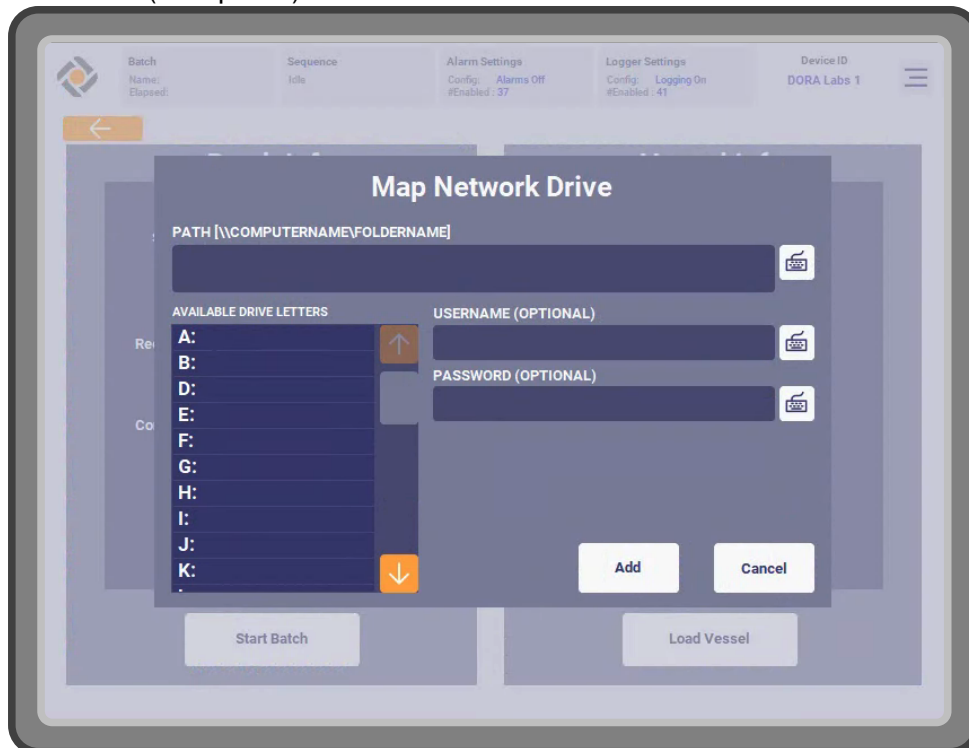 Batch
Name:
Elapsed:
Sequence
Idle
Alarm Settings
Config: Alarms Off
#Enabled : 37
Logger Settings
Config: Logging On
#Enabled : 41
Device ID
DORA Labs 1
Map Network Drive
PATH [\\COMPUTERNAME\FOLDERNAME]
AVAILABLE DRIVE LETTERS
A:
B:
D:
E:
F:
G:
H:
I:
J:
K:
USERNAME (OPTIONAL)
PASSWORD (OPTIONAL)
Add
Cancel
Start Batch
Load Vessel